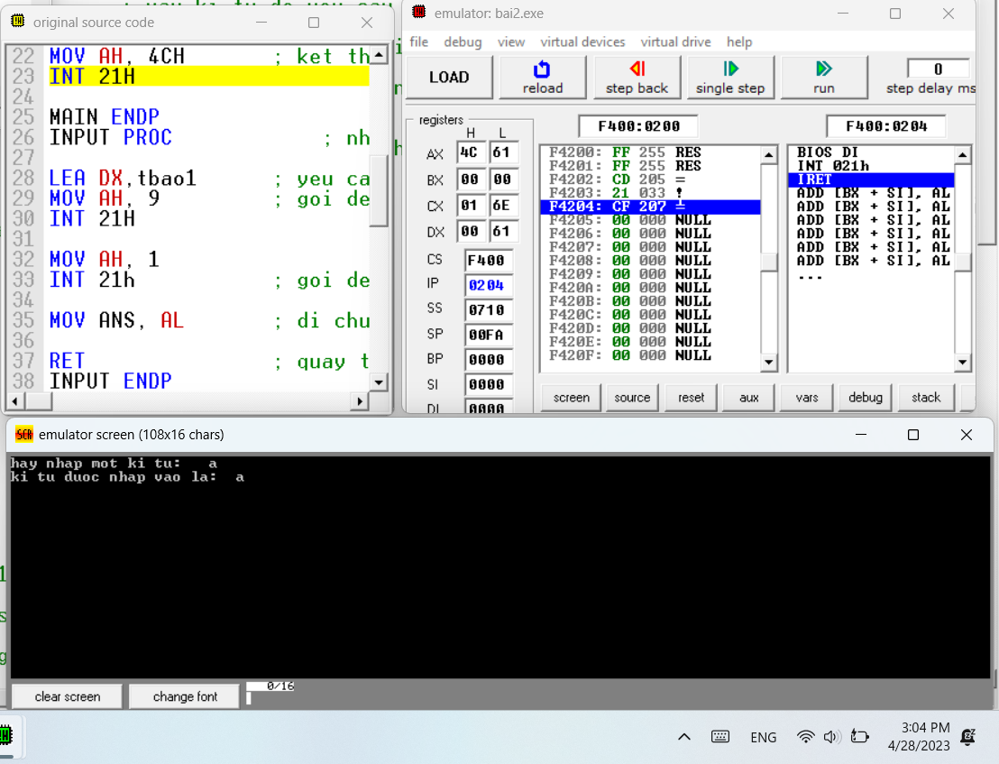 original source code
22 MOV AH, 4CH ; ket th
23 INT 21H
24
25 MAIN ENDP
26 INPUT PROC ; nh
27
28 LEA DX,tbao1 ; yeu ca
29 MOV AH, 9 ; goi de
30 INT 21H
31
32 MOV AH, 1
33 INT 21h ; goi de
34
35 MOV ANS, AL ; di chu
36
37 RET ; quay t
38 INPUT ENDP
emulator: bai2.exe
file debug view virtual devices virtual drive help
LOAD reload step back single step run 0 step delay ms
registers F400:0200 F400:0204
H L
AX 4C 61
BX 00 00
CX 01 6E
DX 00 61
CS F400
IP 0204
SS 0710
SP 00FA
BP 0000
SI 0000
DI 0000
F4200: FF 255 RES
F4201: FF 255 RES
F4202: CD 205 =
F4203: 21 033 !
F4204: CF 207 ╧
F4205: 00 000 NULL
F4206: 00 000 NULL
F4207: 00 000 NULL
F4208: 00 000 NULL
F4209: 00 000 NULL
F420A: 00 000 NULL
F420B: 00 000 NULL
F420C: 00 000 NULL
F420D: 00 000 NULL
F420E: 00 000 NULL
F420F: 00 000 NULL
BIOS DI
INT 021h
IRET
ADD [BX + SI], AL
ADD [BX + SI], AL
ADD [BX + SI], AL
ADD [BX + SI], AL
ADD [BX + SI], AL
ADD [BX + SI], AL
...
screen source reset aux vars debug stack
emulator screen (108x16 chars)
hay nhap mot ki tu: a
ki tu duoc nhap vao la: a
clear screen change font 0/16
ENG 3:04 PM
4/28/2023